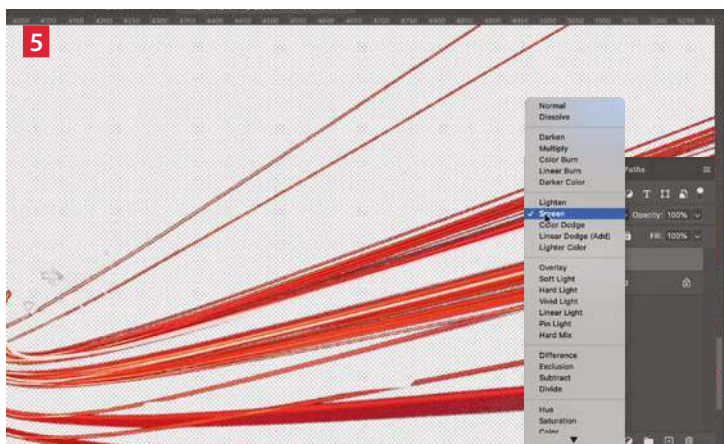 5
Normal
Dissolve
Darken
Multiply
Color Burn
Linear Burn
Darker Color
Paths
Lighten
Screen
Opacity: 100%
Color Dodge
Linear Dodge (Add)
Fill: 100%
Lighter Color
Overlay
Soft Light
Hard Light
Vivid Light
Linear Light
Pin Light
Hard Mix
Difference
Exclusion
Subtract
Divide
Hue
Saturation
Color